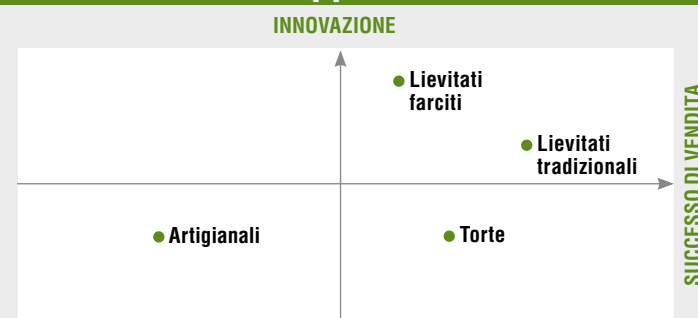 INNOVAZIONE
Lievitati
farciti
Lievitati
tradizionali
SUCCESSO DI VENDITA
Artigianali
Torte